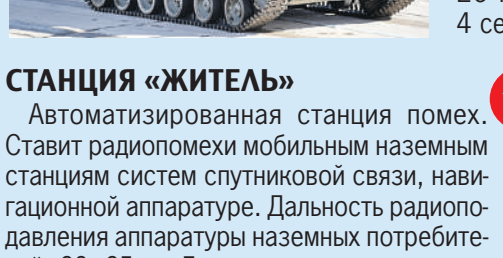 4 се
СТАНЦИЯ «ЖИТЕЛЬ»
Автоматизированная станция помех.
Ставит радиопомехи мобильным наземным
станциям систем спутниковой связи, нави-
гационной аппаратуре. Дальность радиопо-
давления аппаратуры наземных потребите-